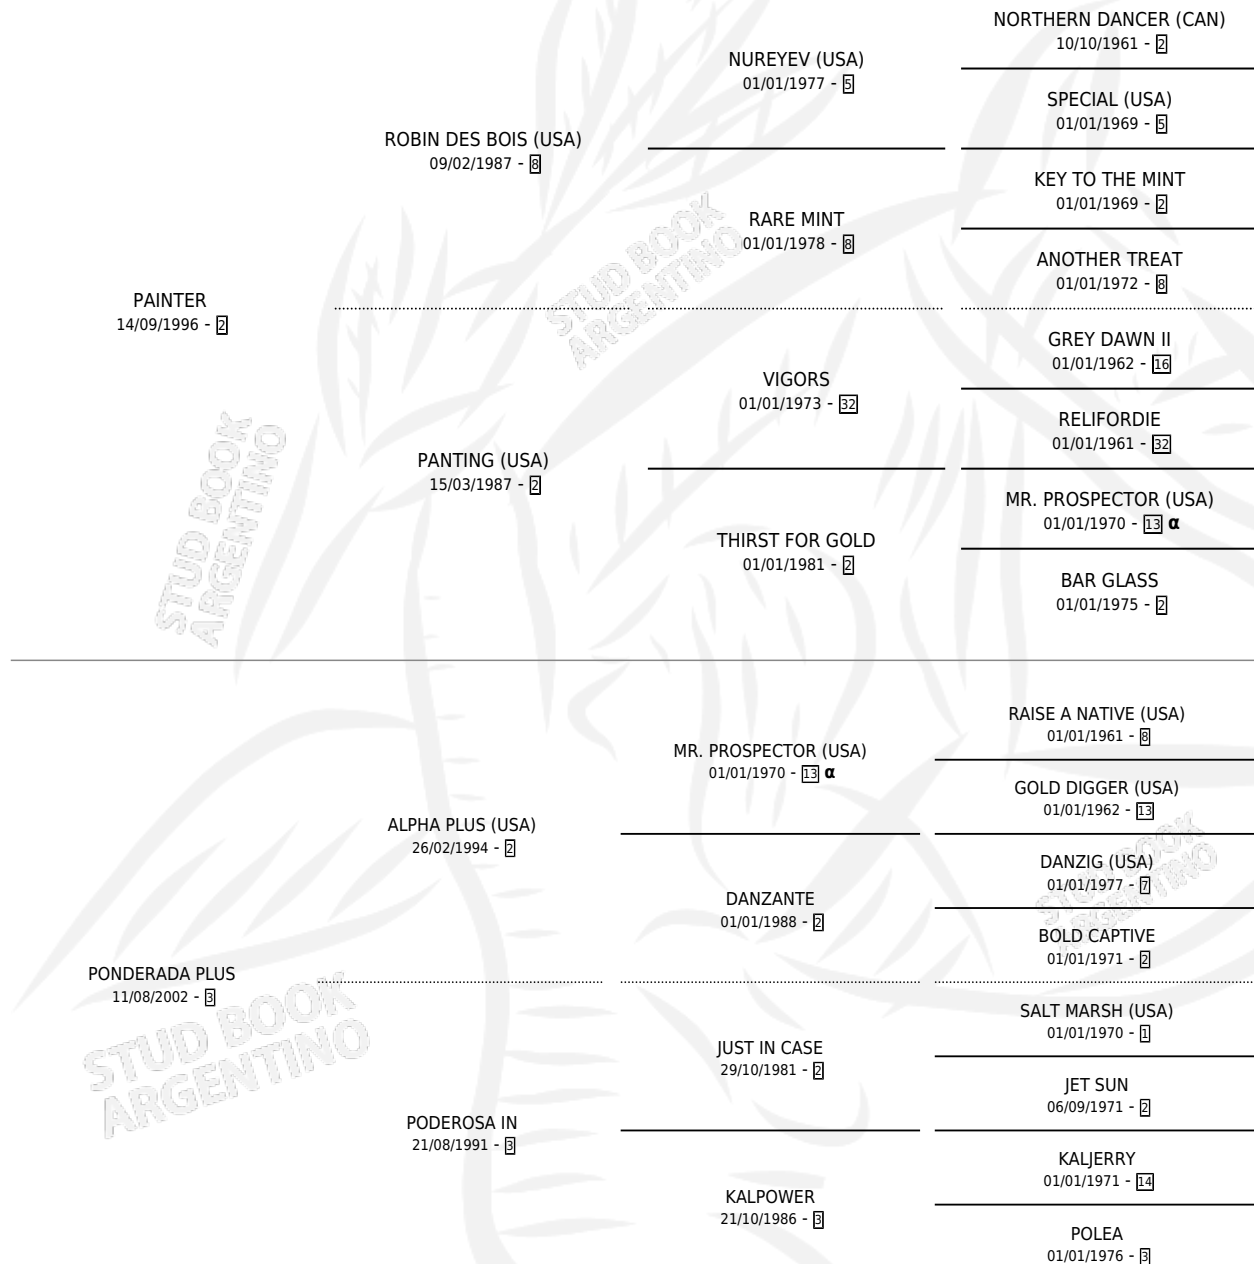 NORTHERN DANCER (CAN)
10/10/1961 - 2
NUREYEV (USA)
01/01/1977 - 5
SPECIAL (USA)
01/01/1969 - 5
ROBIN DES BOIS (USA)
09/02/1987 - 8
KEY TO THE MINT
01/01/1969 - 2
RARE MINT
01/01/1978 - 8
ANOTHER TREAT
01/01/1972 - 8
PAINTER
14/09/1996 - 2
GREY DAWN II
01/01/1962 - 16
VIGORS
01/01/1973 - 32
RELIFORDIE
01/01/1961 - 32
PANTING (USA)
15/03/1987 - 2
MR. PROSPECTOR (USA)
01/01/1970 - 13 α
THIRST FOR GOLD
01/01/1981 - 2
BAR GLASS
01/01/1975 - 2
RAISE A NATIVE (USA)
01/01/1961 - 8
MR. PROSPECTOR (USA)
01/01/1970 - 13 α
GOLD DIGGER (USA)
01/01/1962 - 13
ALPHA PLUS (USA)
26/02/1994 - 2
DANZIG (USA)
01/01/1977 - 7
DANZANTE
01/01/1988 - 2
BOLD CAPTIVE
01/01/1971 - 2
PONDERADA PLUS
11/08/2002 - 3
SALT MARSH (USA)
01/01/1970 - 1
JUST IN CASE
29/10/1981 - 2
JET SUN
06/09/1971 - 2
PODEROSA IN
21/08/1991 - 3
KALJERRY
01/01/1971 - 14
KALPOWER
21/10/1986 - 3
POLEA
01/01/1976 - 3
STUD BOOK
ARGENTINO
STUD BOOK
ARGENTINO
STUD BOOK
ARGENTINO
STUD BOOK
ARGENTINO